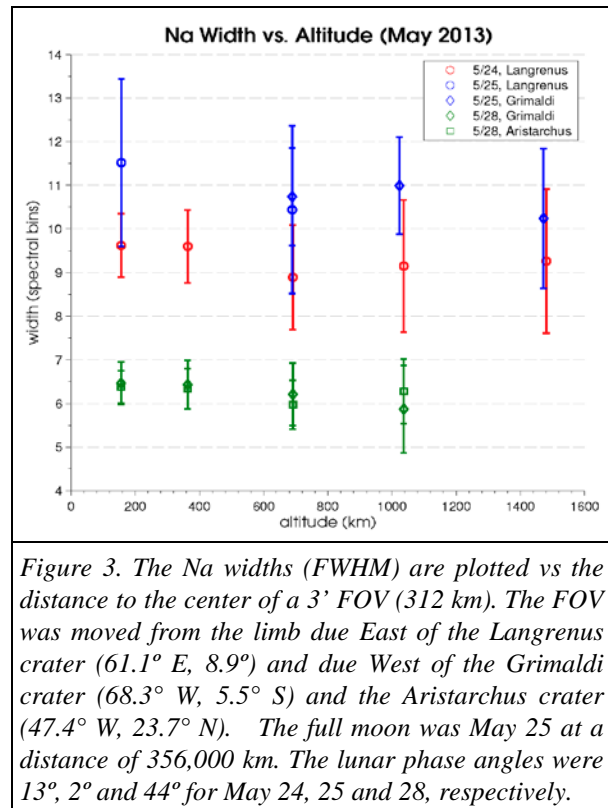 Na Width vs. Altitude (May 2013)
5/24, Langrenus
5/25, Langrenus
5/25, Grimaldi
5/28, Grimaldi
5/28, Aristarchus
14
13
12
11
10
9
8
7
6
5
4
width (spectral bins)
0 200 400 600 800 1000 1200 1400 1600
altitude (km)
Figure 3. The Na widths (FWHM) are plotted vs the
distance to the center of a 3’ FOV (312 km). The FOV
was moved from the limb due East of the Langrenus
crater (61.1º E, 8.9º) and due West of the Grimaldi
crater (68.3° W, 5.5° S) and the Aristarchus crater
(47.4° W, 23.7° N). The full moon was May 25 at a
distance of 356,000 km. The lunar phase angles were
13º, 2º and 44º for May 24, 25 and 28, respectively.